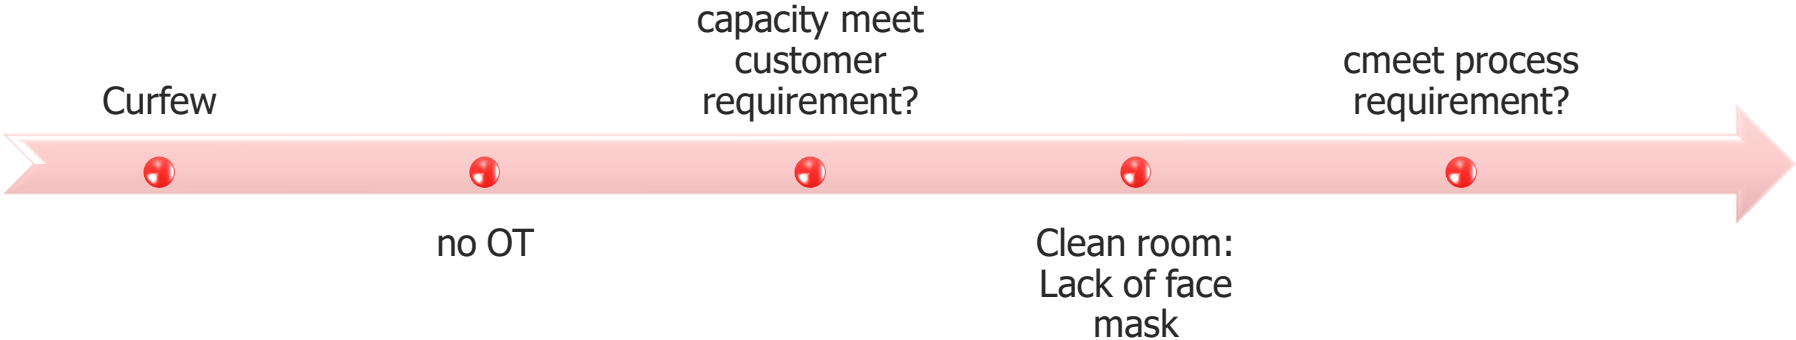 Curfew
no OT
capacity meet
customer
requirement?
Clean room:
Lack of face
mask
cmeet process
requirement?